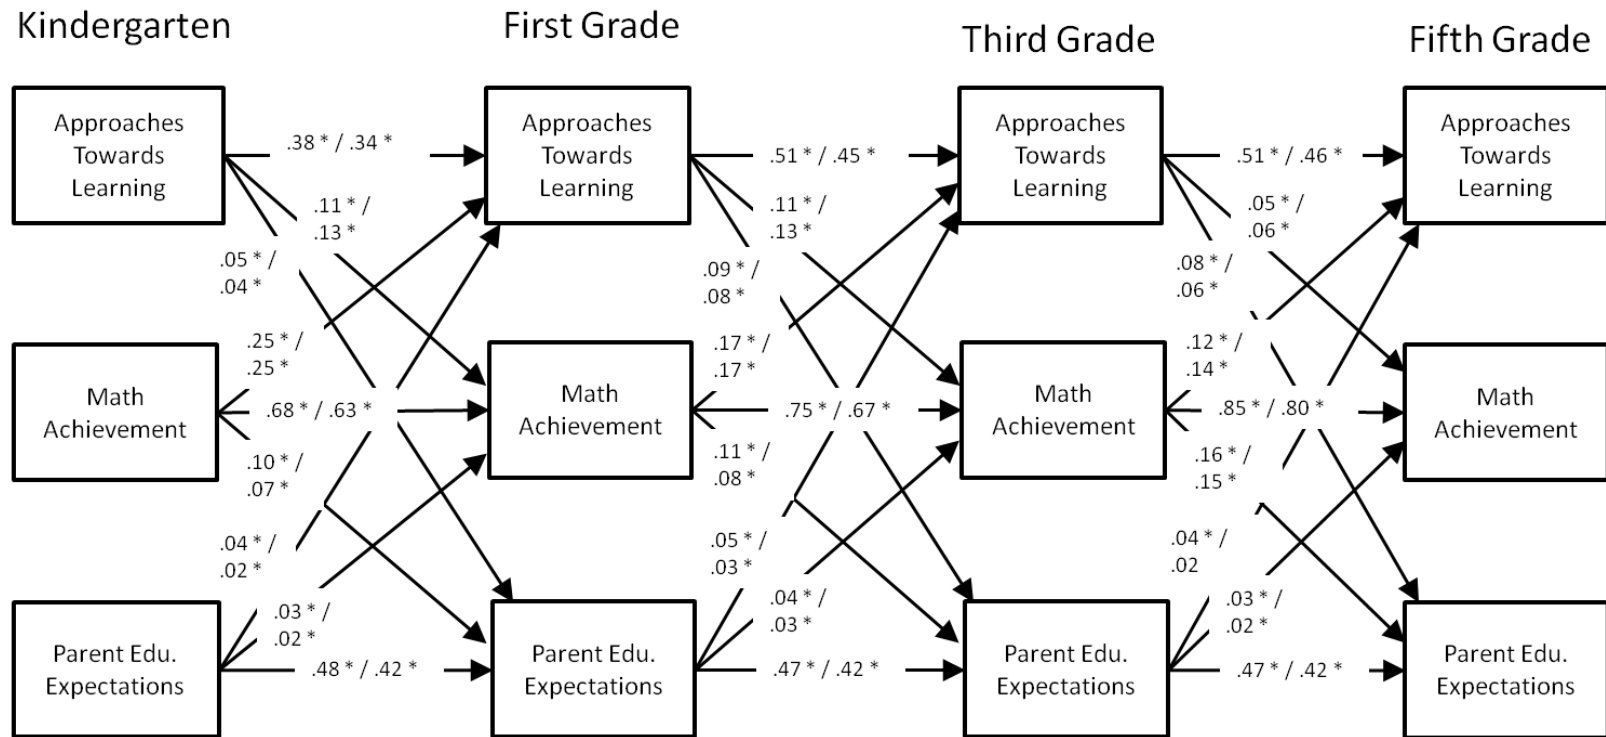 Kindergarten
First Grade
Third Grade
Fifth Grade
Approaches
Towards
Learning
.38 * / .34 *
Approaches
Towards
Learning
.51 * / .45 *
Approaches
Towards
Learning
.51 * / .46 *
Approaches
Towards
Learning
.11 * /
.13 *
.05 * /
.04 *
.11 * /
.13 *
.09 * /
.08 *
.05 * /
.06 *
.08 * /
.06 *
.25 * /
.25 *
.17 * /
.17 *
.12 * /
.14 *
Math
Achievement
.68 * / .63 *
Math
Achievement
.75 * / .67 *
Math
Achievement
.85 * / .80 *
Math
Achievement
.10 * /
.07 *
.11 * /
.08 *
.16 * /
.15 *
.04 * /
.02 *
.05 * /
.03 *
.04 * /
.02
.03 * /
.02 *
.04 * /
.03 *
.03 * /
.02 *
Parent Edu.
Expectations
.48 * / .42 *
Parent Edu.
Expectations
.47 * / .42 *
Parent Edu.
Expectations
.47 * / .42 *
Parent Edu.
Expectations